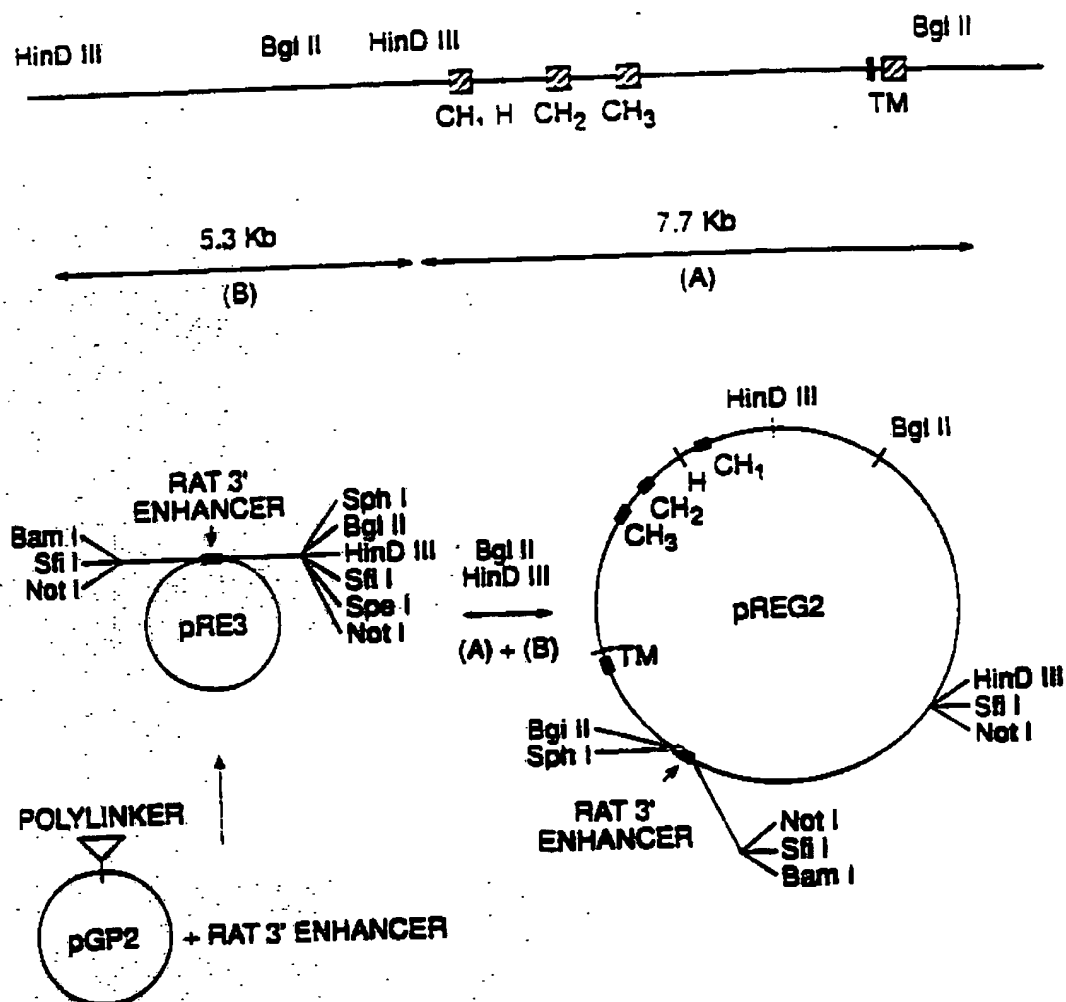 HinD III Bgl II HinD III Bgl II
CH₁ H CH₂ CH₃ TM
5.3 Kb 7.7 Kb
(B) (A)
RAT 3'
ENHANCER
Bam I
Sfi I
Not I
Sph I
Bgl II
HinD III
Sfi I
Spe I
Not I
pRE3
Bgl II
HinD III
(A) + (B)
HinD III
Bgl II
CH₁
H
CH₂
CH₃
pREG2
TM
HinD III
Sfi I
Not I
Bgl II
Sph I
RAT 3'
ENHANCER
Not I
Sfi I
Bam I
POLYLINKER
pGP2 + RAT 3' ENHANCER